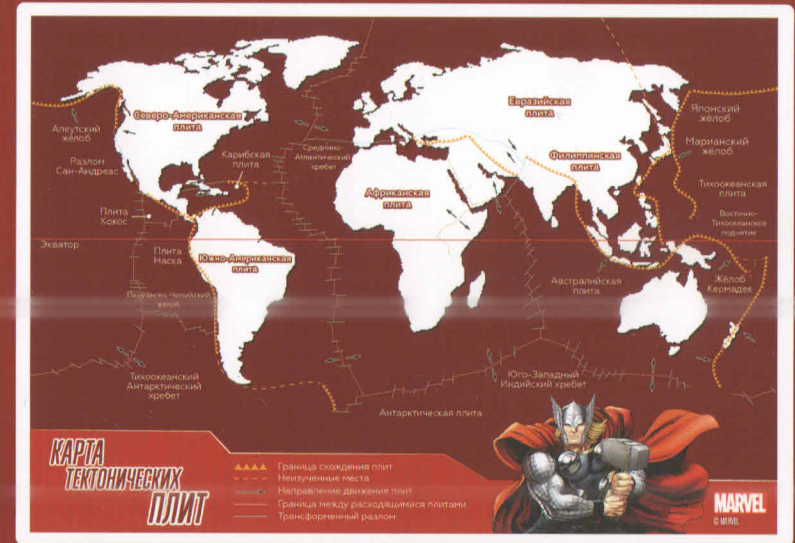 Алеутский
жёлоб
Северо-Американская
плита
Разлом
Сан-Андреас
Карибская
плита
Срединно-
Атлантический
хребет
Евразийская
плита
Филиппинская
плита
Африканская
плита
Японский
жёлоб
Марианский
жёлоб
Тихоокеанская
плита
Восточно-
Тихоокеанское
поднятие
Плита
Кокос
Экватор
Плита
Наска
Южно-Американская
плита
Перуанско-Чилийский
жёлоб
Австралийская
плита
Жёлоб
Кермадек
Тихоокеанский
Антарктический
хребет
Юго-Западный
Индийский хребет
Антарктическая плита
КАРТА
ТЕКТОНИЧЕСКИХ
ПЛИТ
Граница схождения плит
Неизученные места
Направление движения плит
Граница между расходящимися плитами
Трансформенный разлом
MARVEL
© MARVEL